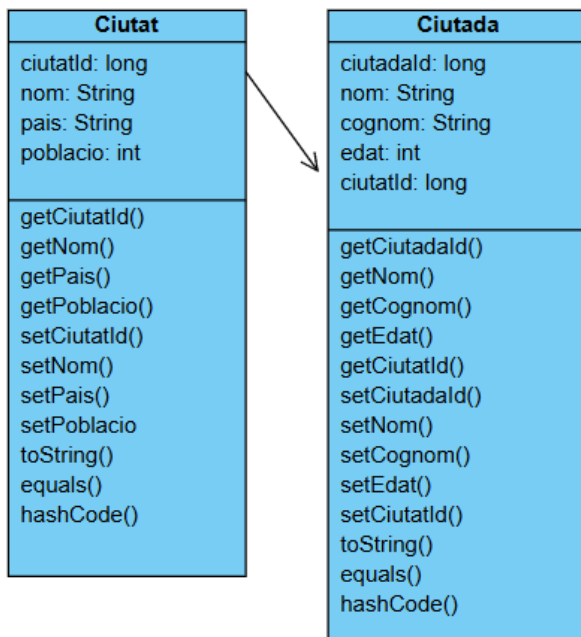 Ciutat
ciutatId: long
nom: String
pais: String
poblacio: int
getCiutatId()
getNom()
getPais()
getPoblacio()
setCiutatId()
setNom()
setPais()
setPoblacio
toString()
equals()
hashCode()
Ciutada
ciutadaId: long
nom: String
cognom: String
edat: int
ciutatId: long
getCiutadaId()
getNom()
getCognom()
getEdat()
getCiutatId()
setCiutadaId()
setNom()
setCognom()
setEdat()
setCiutatId()
toString()
equals()
hashCode()